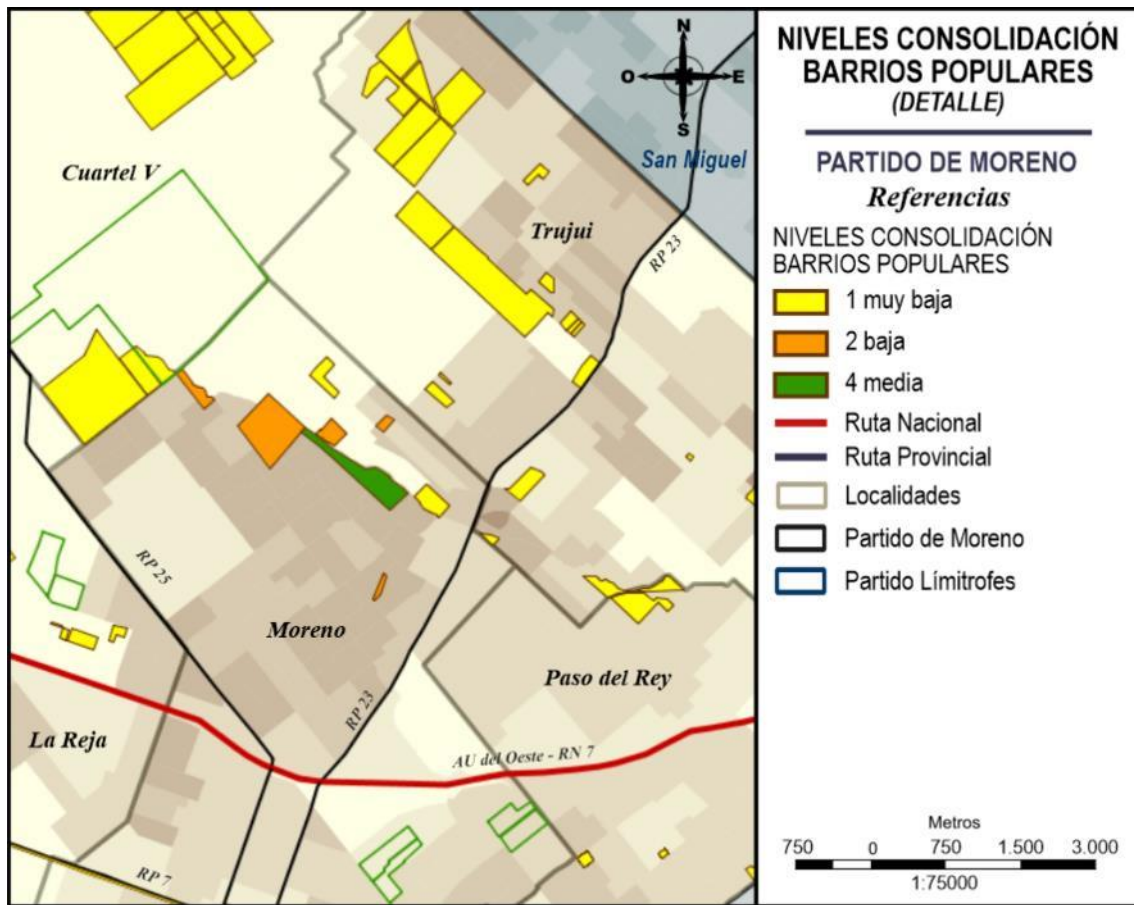 NIVELES CONSOLIDACIÓN
BARRIOS POPULARES
(DETALLE)
PARTIDO DE MORENO
Referencias
NIVELES CONSOLIDACIÓN
BARRIOS POPULARES
1 muy baja
2 baja
4 media
Ruta Nacional
Ruta Provincial
Localidades
Partido de Moreno
Partido Límitrofes
Metros
750 0 750 1.500 3.000
1:75000
N
O E
S
San Miguel
Cuartel V
Trujui
RP 23
RP 25
Moreno
Paso del Rey
RP 23
La Reja
AU del Oeste - RN 7
RP 7